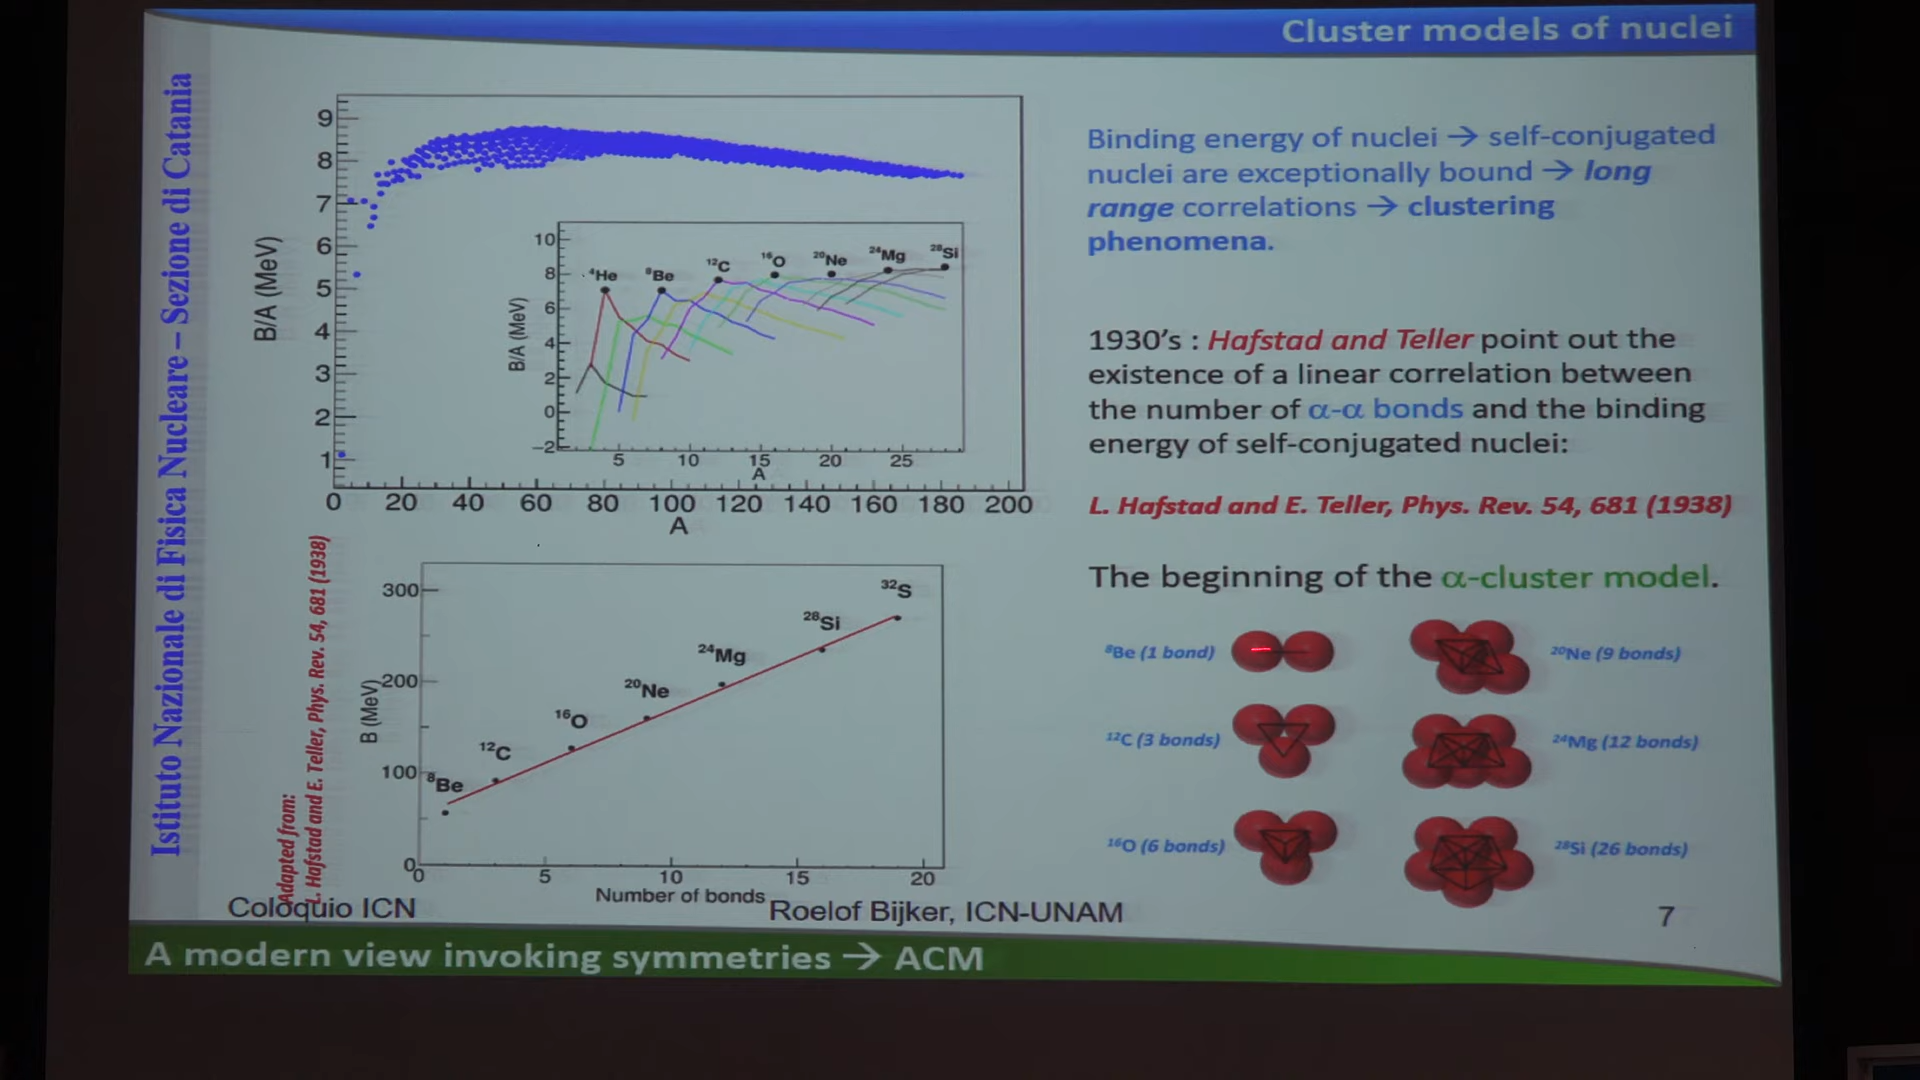 Cluster models of nuclei
Istituto Nazionale di Fisica Nucleare – Sezione di Catania
B/A (MeV)
9
8
7
6
5
4
3
2
1
0 20 40 60 80 100 120 140 160 180 200
A
B/A (MeV)
10
8
6
4
2
0
−2
⁴He ⁸Be ¹²C ¹⁶O ²⁰Ne ²⁴Mg ²⁸Si
5 10 15 20 25
A
Binding energy of nuclei → self-conjugated
nuclei are exceptionally bound → long
range correlations → clustering
phenomena.
1930's : Hafstad and Teller point out the
existence of a linear correlation between
the number of α-α bonds and the binding
energy of self-conjugated nuclei:
L. Hafstad and E. Teller, Phys. Rev. 54, 681 (1938)
The beginning of the α-cluster model.
Adapted from:
L. Hafstad and E. Teller, Phys. Rev. 54, 681 (1938)
B (MeV)
300
200
100
0
⁸Be ¹²C ¹⁶O ²⁰Ne ²⁴Mg ²⁸Si ³²S
0 5 10 15 20
Number of bonds
⁸Be (1 bond)
²⁰Ne (9 bonds)
¹²C (3 bonds)
²⁴Mg (12 bonds)
¹⁶O (6 bonds)
²⁸Si (26 bonds)
Coloquio ICN
Roelof Bijker, ICN-UNAM
7
A modern view invoking symmetries → ACM